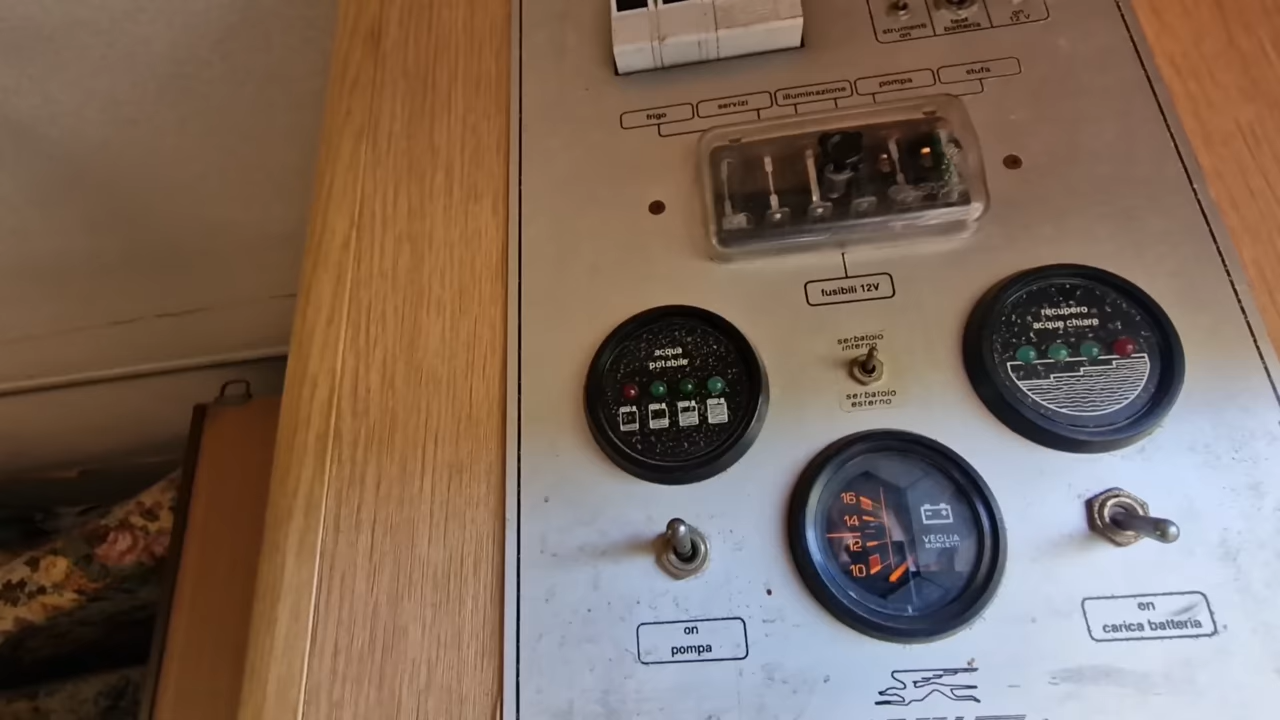 strumenti
on
test
batteria
on
12 V
frigo
servizi
illuminazione
pompa
stufa
fusibili 12V
recupero
acque chiare
serbatoio
interno
acqua
potabile
serbatoio
esterno
16
14
12
10
VEGLIA
BORLETTI
on
pompa
on
carica batteria